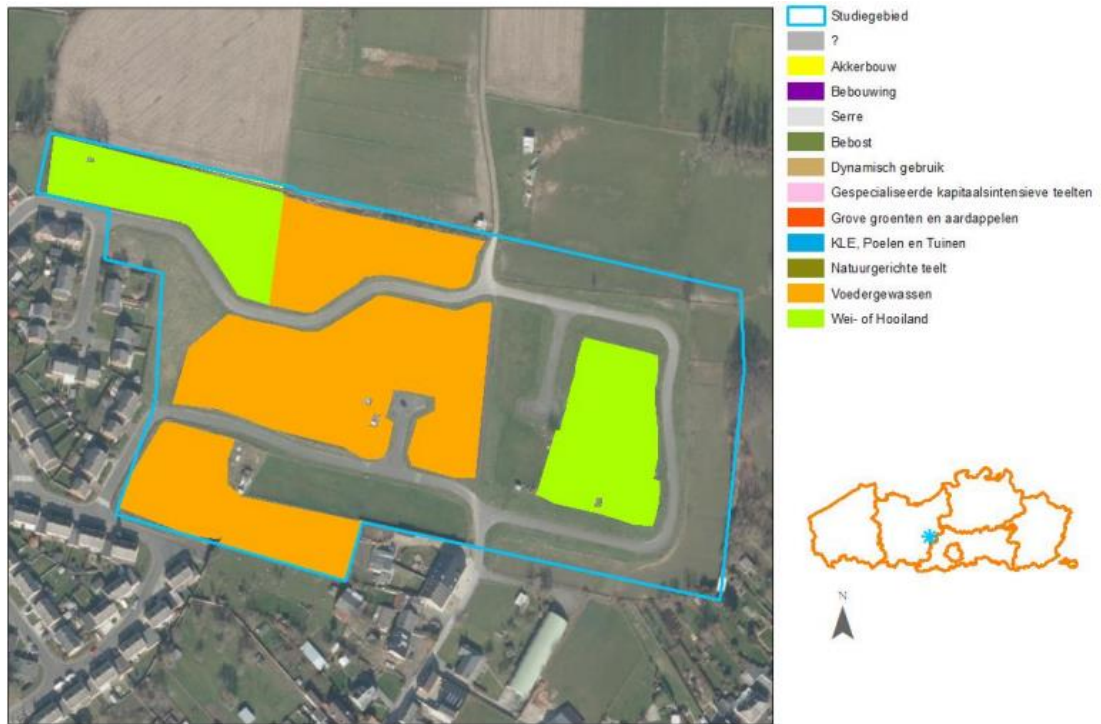 Studiegebied
?
Akkerbouw
Bebouwing
Serre
Bebost
Dynamisch gebruik
Gespecialiseerde kapitaalsintensieve teelten
Grove groenten en aardappelen
KLE, Poelen en Tuinen
Natuurgerichte teelt
Voedergewassen
Wei- of Hooiland
N